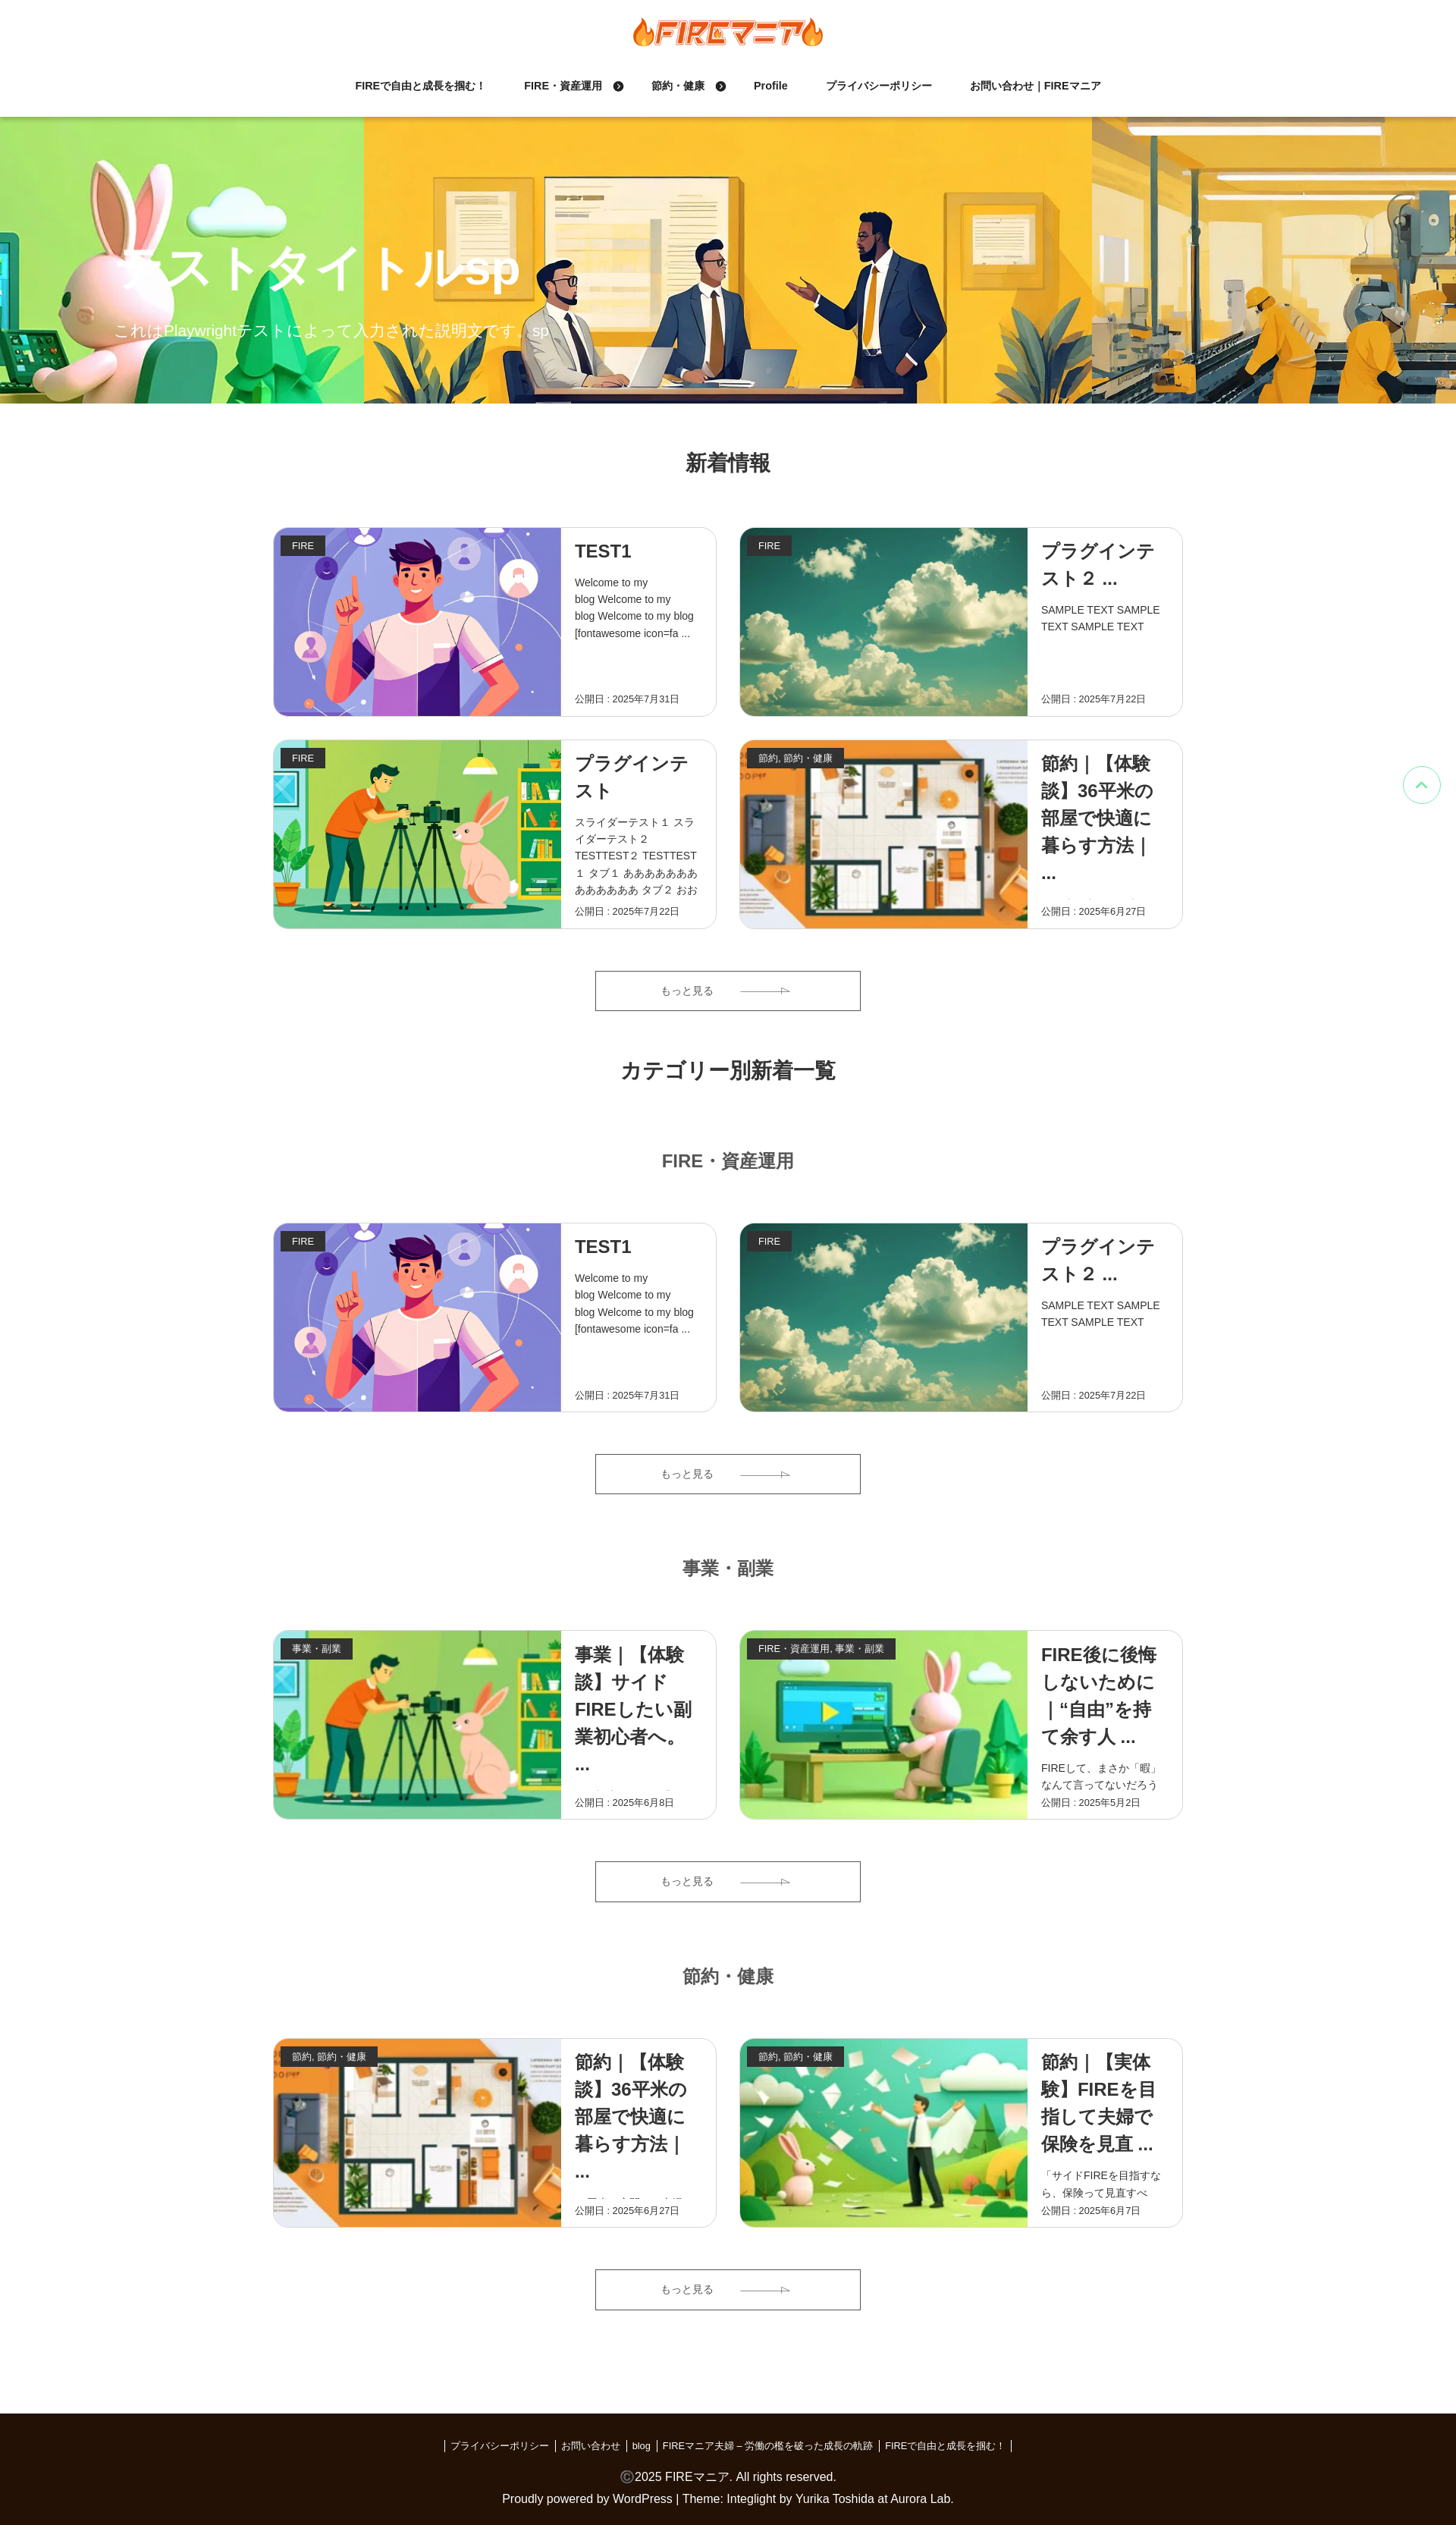 FIREマニア
FIREで自由と成長を掴む！
FIRE・資産運用
節約・健康
Profile
プライバシーポリシー
お問い合わせ｜FIREマニア
テストタイトルsp
これはPlaywrightテストによって入力された説明文です。sp
新着情報
FIRE
TEST1
Welcome to my
blog Welcome to my
blog Welcome to my blog
[fontawesome icon=fa ...
公開日 : 2025年7月31日
FIRE
プラグインテ
スト２ ...
SAMPLE TEXT SAMPLE
TEXT SAMPLE TEXT
公開日 : 2025年7月22日
FIRE
プラグインテ
スト
スライダーテスト１ スラ
イダーテスト２
TESTTEST２ TESTTEST
１ タブ１ あああああああ
ああああああ タブ２ おお
公開日 : 2025年7月22日
節約, 節約・健康
節約｜【体験
談】36平米の
部屋で快適に
暮らす方法｜
...
公開日 : 2025年6月27日
もっと見る
カテゴリー別新着一覧
FIRE・資産運用
FIRE
TEST1
Welcome to my
blog Welcome to my
blog Welcome to my blog
[fontawesome icon=fa ...
公開日 : 2025年7月31日
FIRE
プラグインテ
スト２ ...
SAMPLE TEXT SAMPLE
TEXT SAMPLE TEXT
公開日 : 2025年7月22日
もっと見る
事業・副業
事業・副業
事業｜【体験
談】サイド
FIREしたい副
業初心者へ。
...
公開日 : 2025年6月8日
FIRE・資産運用, 事業・副業
FIRE後に後悔
しないために
｜“自由”を持
て余す人 ...
FIREして、まさか「暇」
なんて言ってないだろう
公開日 : 2025年5月2日
もっと見る
節約・健康
節約, 節約・健康
節約｜【体験
談】36平米の
部屋で快適に
暮らす方法｜
...
公開日 : 2025年6月27日
節約, 節約・健康
節約｜【実体
験】FIREを目
指して夫婦で
保険を見直 ...
「サイドFIREを目指すな
ら、保険って見直すべ
公開日 : 2025年6月7日
もっと見る
プライバシーポリシー
お問い合わせ
blog
FIREマニア夫婦 – 労働の檻を破った成長の軌跡
FIREで自由と成長を掴む！
Ⓒ2025 FIREマニア. All rights reserved.
Proudly powered by WordPress | Theme: Integlight by Yurika Toshida at Aurora Lab.